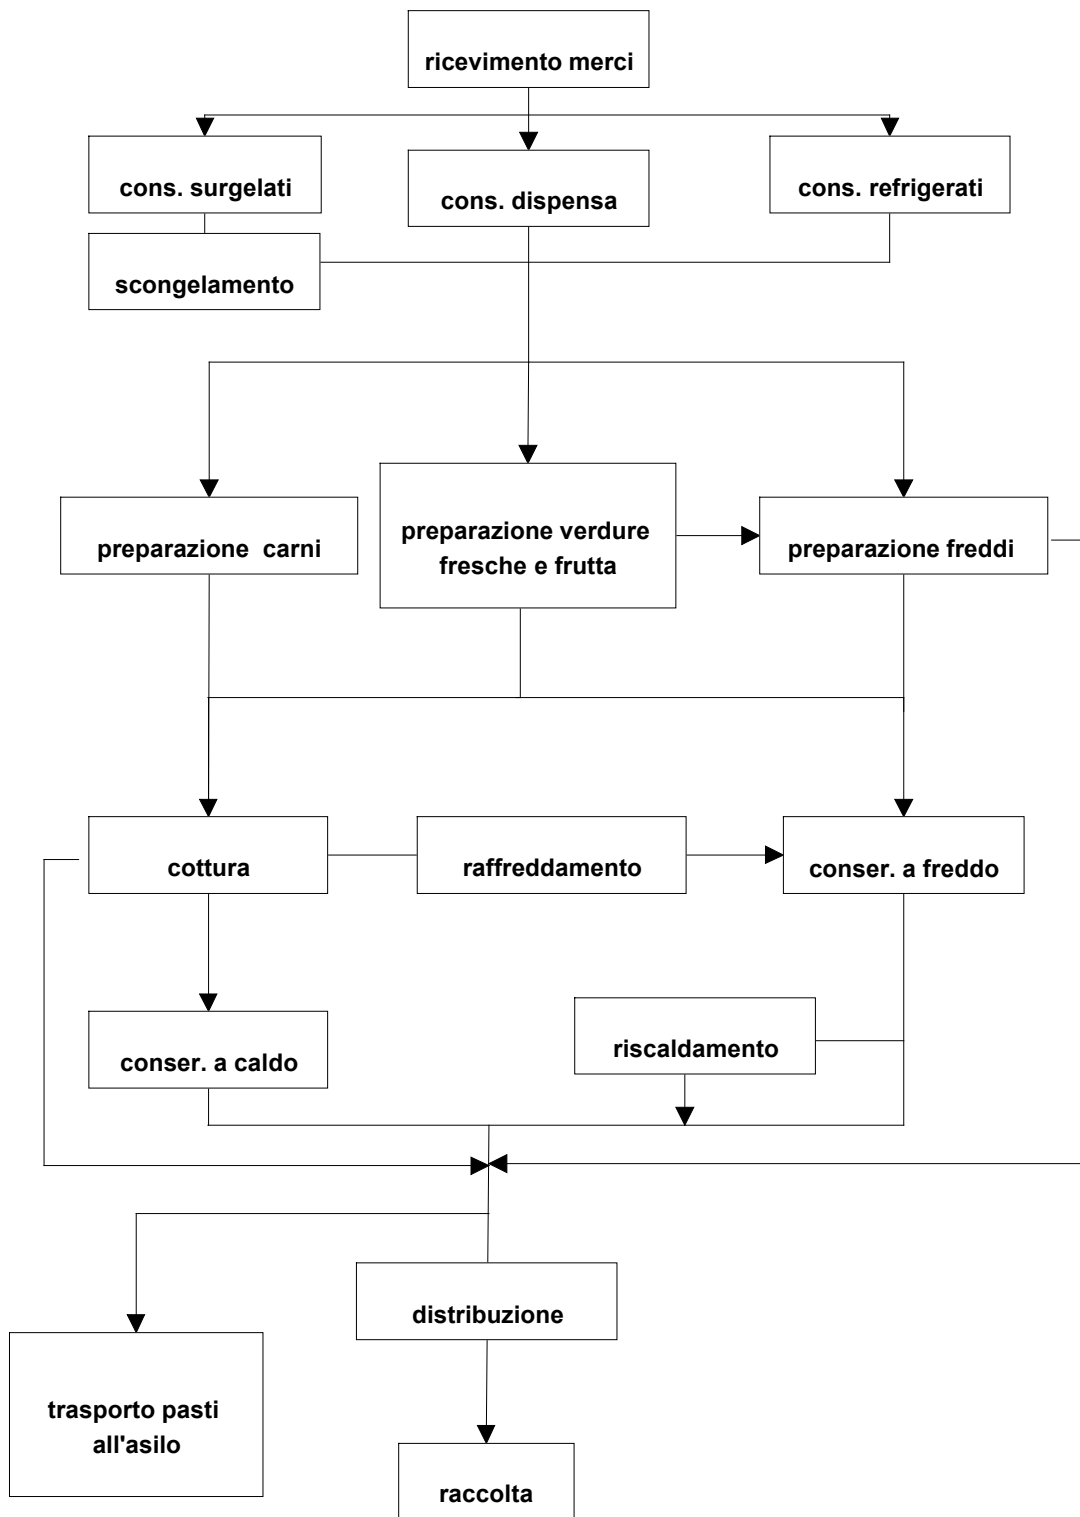 ricevimento merci
cons. surgelati
cons. dispensa
cons. refrigerati
scongelamento
preparazione carni
preparazione verdure
fresche e frutta
preparazione freddi
cottura
raffreddamento
conser. a freddo
conser. a caldo
riscaldamento
distribuzione
trasporto pasti
all'asilo
raccolta